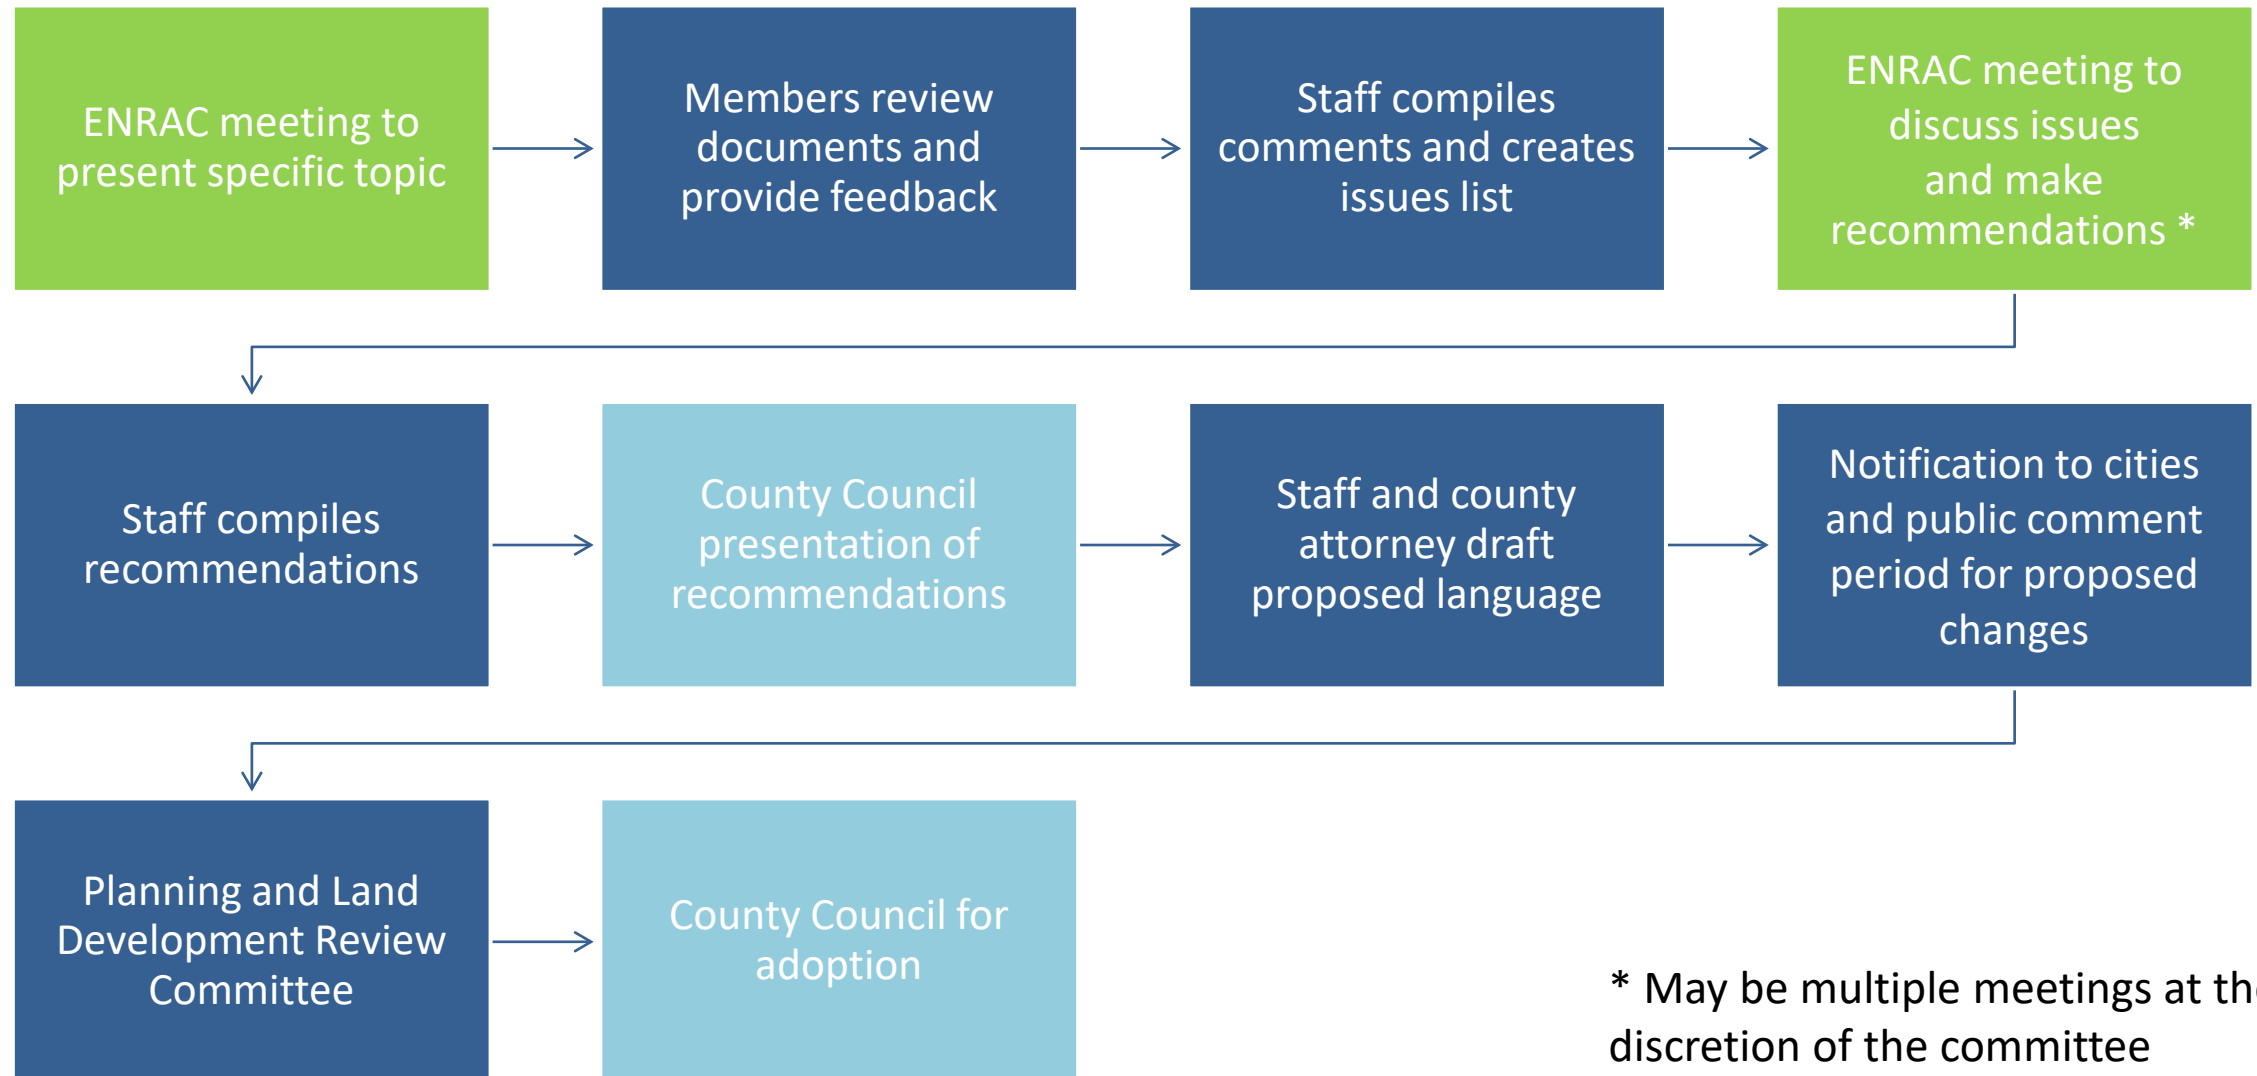 ENRAC meeting to
present specific topic
Members review
documents and
provide feedback
Staff compiles
comments and creates
issues list
ENRAC meeting to
discuss issues
and make
recommendations *
Staff compiles
recommendations
County Council
presentation of
recommendations
Staff and county
attorney draft
proposed language
Notification to cities
and public comment
period for proposed
changes
Planning and Land
Development Review
Committee
County Council for
adoption
* May be multiple meetings at the
discretion of the committee